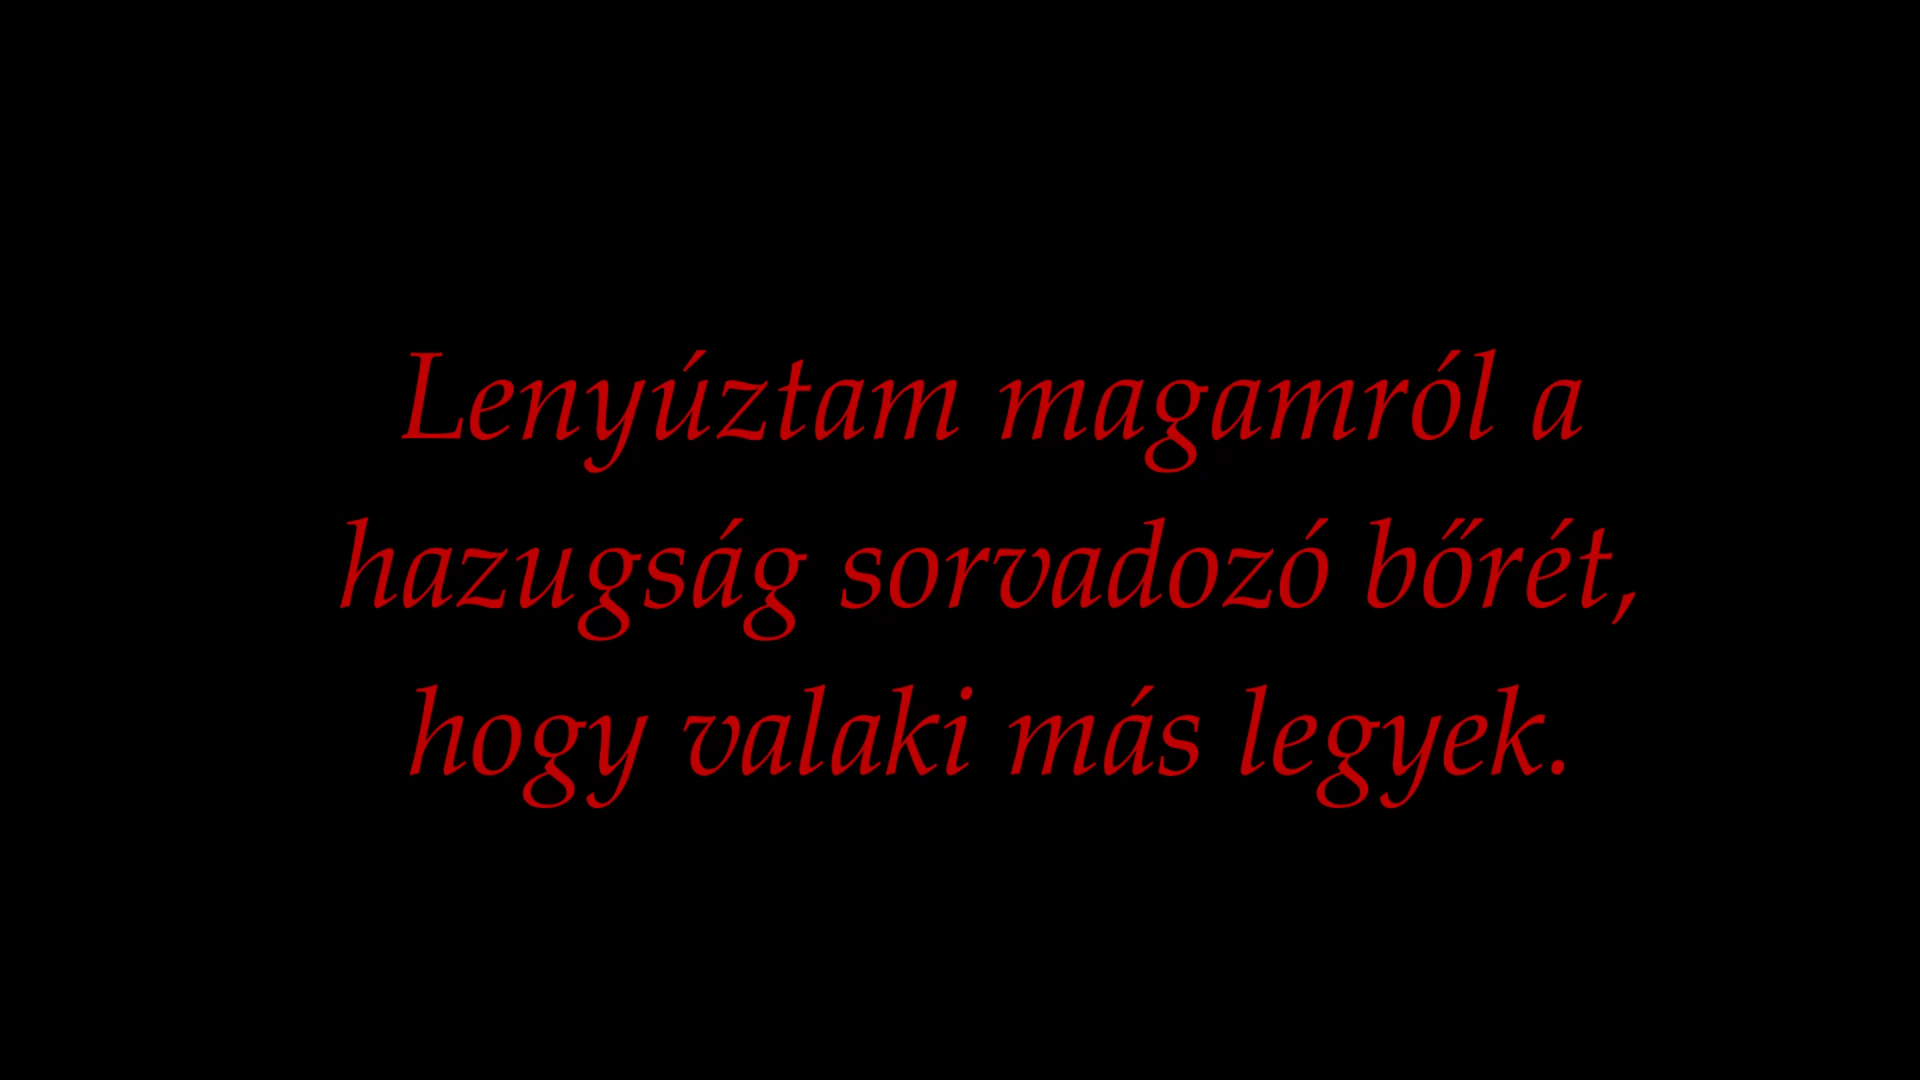 Lenyúztam magamról a
hazugság sorvadozó bőrét,
hogy valaki más legyek.